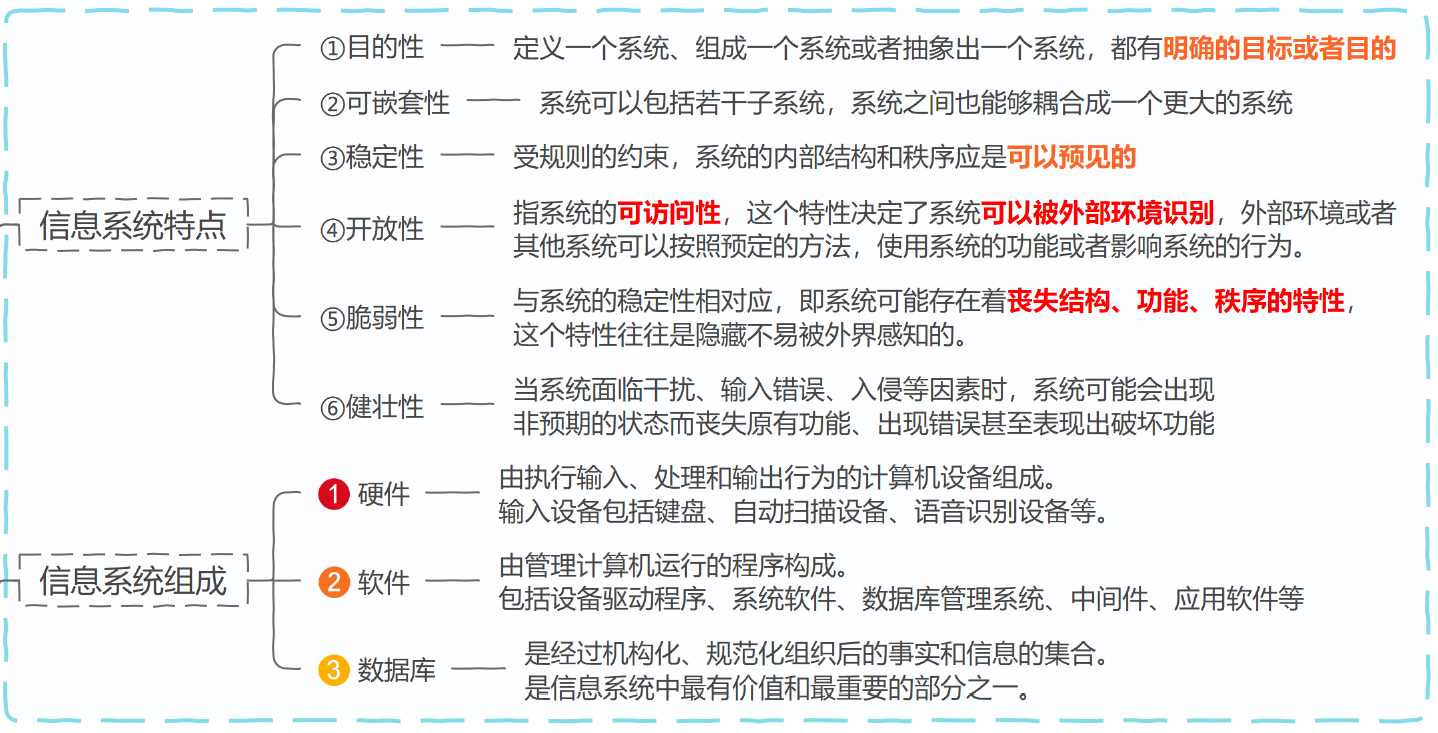 信息系统特点
①目的性
定义一个系统、组成一个系统或者抽象出一个系统，都有明确的目标或者目的
②可嵌套性
系统可以包括若干子系统，系统之间也能够耦合成一个更大的系统
③稳定性
受规则的约束，系统的内部结构和秩序应是可以预见的
④开放性
指系统的可访问性，这个特性决定了系统可以被外部环境识别，外部环境或者
其他系统可以按照预定的方法，使用系统的功能或者影响系统的行为。
⑤脆弱性
与系统的稳定性相对应，即系统可能存在着丧失结构、功能、秩序的特性，
这个特性往往是隐藏不易被外界感知的。
⑥健壮性
当系统面临干扰、输入错误、入侵等因素时，系统可能会出现
非预期的状态而丧失原有功能、出现错误甚至表现出破坏功能
信息系统组成
1 硬件
由执行输入、处理和输出行为的计算机设备组成。
输入设备包括键盘、自动扫描设备、语音识别设备等。
2 软件
由管理计算机运行的程序构成。
包括设备驱动程序、系统软件、数据库管理系统、中间件、应用软件等
3 数据库
是经过机构化、规范化组织后的事实和信息的集合。
是信息系统中最有价值和最重要的部分之一。